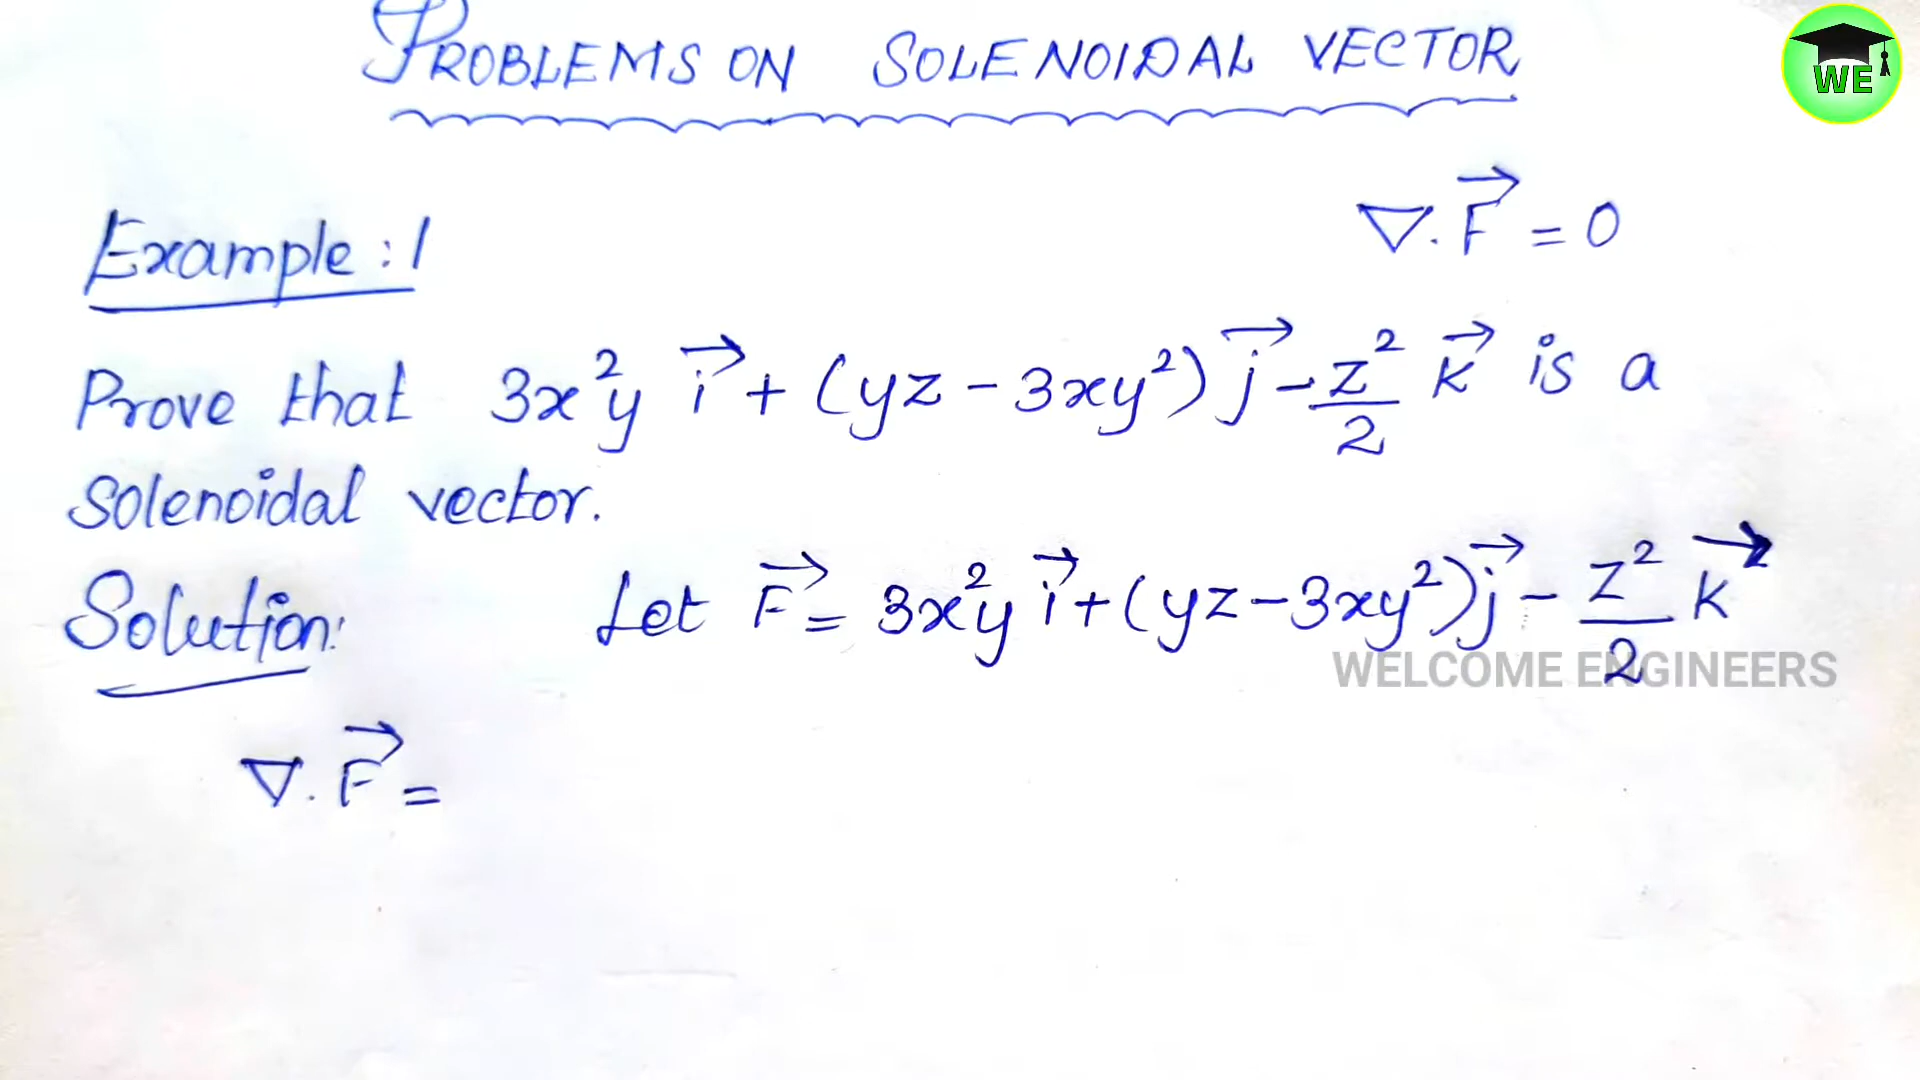 PROBLEMS ON SOLENOIDAL VECTOR
WE
∇. F⃗ = 0
Example : 1
Prove that 3x²y i⃗ + (yz - 3xy²) j⃗ - z²/2 k⃗ is a
solenoidal vector.
Solution: Let F⃗ = 3x²y i⃗ + (yz - 3xy²) j⃗ - z²/2 k⃗
WELCOME ENGINEERS
∇. F⃗ =